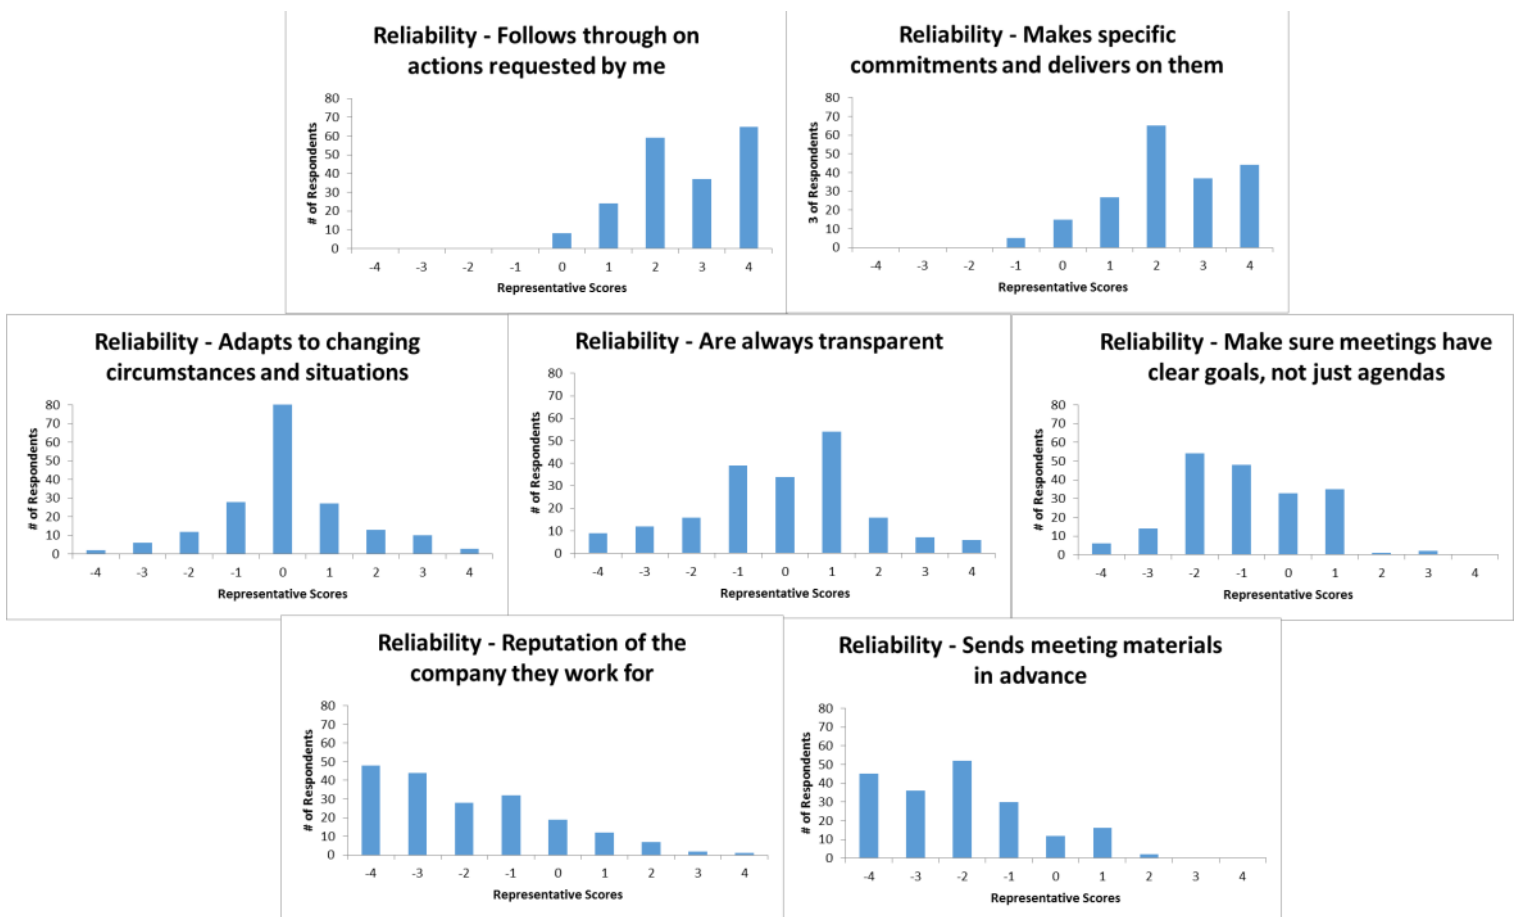 Reliability - Follows through on
actions requested by me
80
70
60
50
40
30
20
10
0
# of Respondents
-4 -3 -2 -1 0 1 2 3 4
Representative Scores
Reliability - Makes specific
commitments and delivers on them
80
70
60
50
40
30
20
10
0
3 of Respondents
-4 -3 -2 -1 0 1 2 3 4
Representative Scores
Reliability - Adapts to changing
circumstances and situations
80
70
60
50
40
30
20
10
0
# of Respondents
-4 -3 -2 -1 0 1 2 3 4
Representative Scores
Reliability - Are always transparent
80
70
60
50
40
30
20
10
0
# of Respondents
-4 -3 -2 -1 0 1 2 3 4
Representative Scores
Reliability - Make sure meetings have
clear goals, not just agendas
80
70
60
50
40
30
20
10
0
# of Respondents
-4 -3 -2 -1 0 1 2 3 4
Representative Scores
Reliability - Reputation of the
company they work for
80
70
60
50
40
30
20
10
0
# of Respondents
-4 -3 -2 -1 0 1 2 3 4
Representative Scores
Reliability - Sends meeting materials
in advance
80
70
60
50
40
30
20
10
0
# of Respondents
-4 -3 -2 -1 0 1 2 3 4
Representative Scores